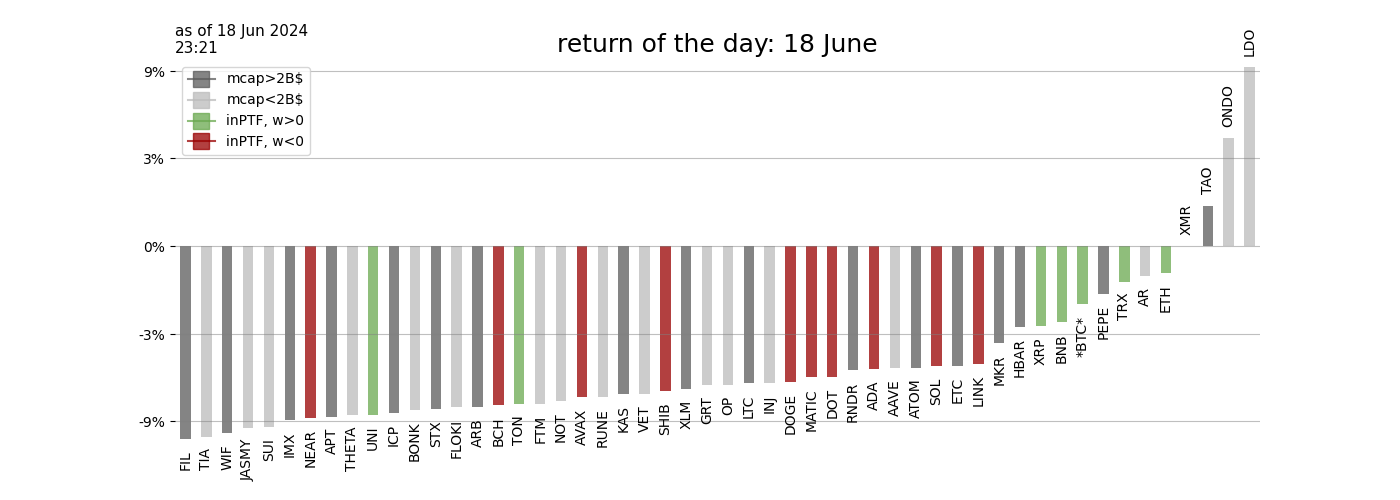 as of 18 Jun 2024
23:21
return of the day: 18 June
mcap>2B$
mcap<2B$
inPTF, w>0
inPTF, w<0
9%
3%
0%
-3%
-9%
FIL
TIA
WIF
JASMY
SUI
IMX
NEAR
APT
THETA
UNI
ICP
BONK
STX
FLOKI
ARB
BCH
TON
FTM
NOT
AVAX
RUNE
KAS
VET
SHIB
XLM
GRT
OP
LTC
INJ
DOGE
MATIC
DOT
RNDR
ADA
AAVE
ATOM
SOL
ETC
LINK
MKR
HBAR
XRP
BNB
*BTC*
PEPE
TRX
AR
ETH
XMR
TAO
ONDO
LDO